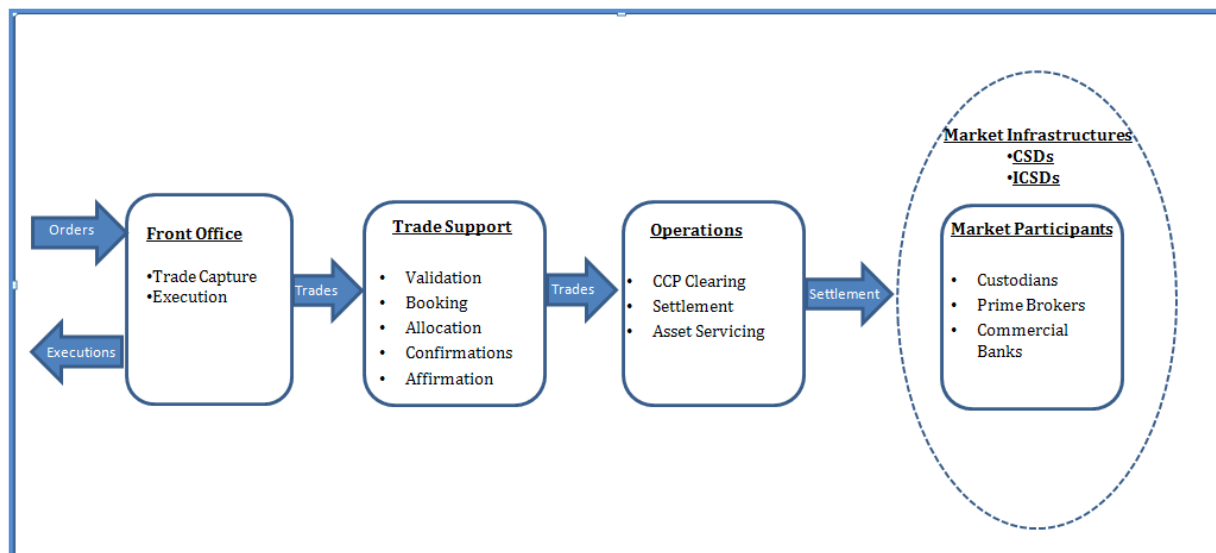 Orders
Executions
Front Office
•Trade Capture
•Execution
Trades
Trade Support
• Validation
• Booking
• Allocation
• Confirmations
• Affirmation
Trades
Operations
• CCP Clearing
• Settlement
• Asset Servicing
Settlement
Market Infrastructures
•CSDs
•ICSDs
Market Participants
• Custodians
• Prime Brokers
• Commercial
Banks